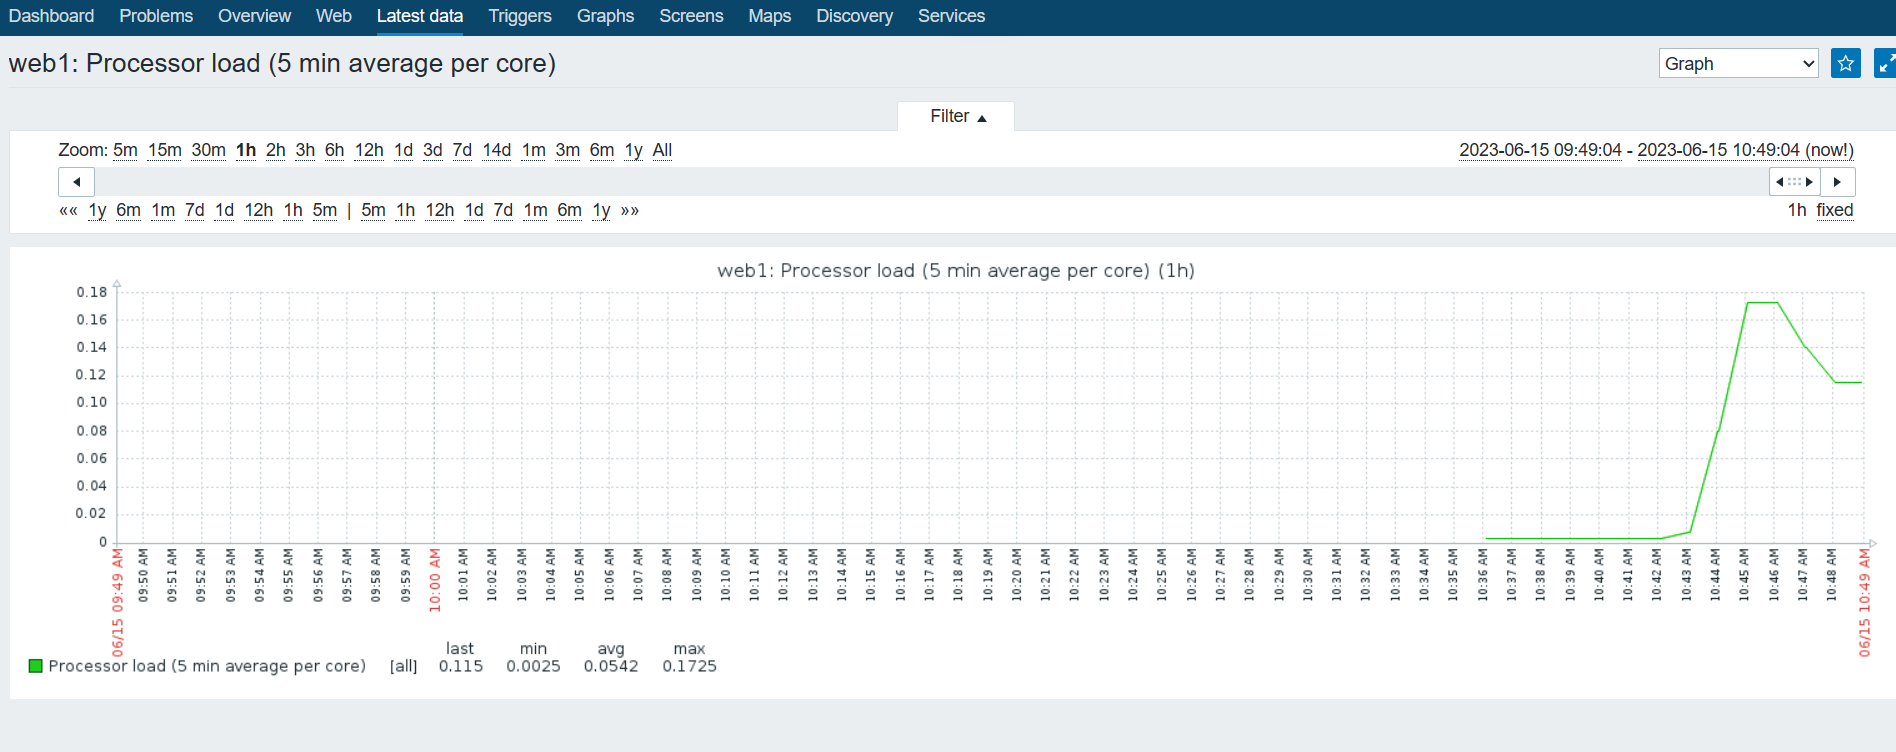 Dashboard Problems Overview Web Latest data Triggers Graphs Screens Maps Discovery Services
web1: Processor load (5 min average per core)
Graph
Filter ▲
Zoom: 5m 15m 30m 1h 2h 3h 6h 12h 1d 3d 7d 14d 1m 3m 6m 1y All
2023-06-15 09:49:04 - 2023-06-15 10:49:04 (now!)
«« 1y 6m 1m 7d 1d 12h 1h 5m | 5m 1h 12h 1d 7d 1m 6m 1y »»
1h fixed
web1: Processor load (5 min average per core) (1h)
0.18
0.16
0.14
0.12
0.10
0.08
0.06
0.04
0.02
0
06/15 09:49 AM
09:50 AM
09:51 AM
09:52 AM
09:53 AM
09:54 AM
09:55 AM
09:56 AM
09:57 AM
09:58 AM
09:59 AM
10:00 AM
10:01 AM
10:02 AM
10:03 AM
10:04 AM
10:05 AM
10:06 AM
10:07 AM
10:08 AM
10:09 AM
10:10 AM
10:11 AM
10:12 AM
10:13 AM
10:14 AM
10:15 AM
10:16 AM
10:17 AM
10:18 AM
10:19 AM
10:20 AM
10:21 AM
10:22 AM
10:23 AM
10:24 AM
10:25 AM
10:26 AM
10:27 AM
10:28 AM
10:29 AM
10:30 AM
10:31 AM
10:32 AM
10:33 AM
10:34 AM
10:35 AM
10:36 AM
10:37 AM
10:38 AM
10:39 AM
10:40 AM
10:41 AM
10:42 AM
10:43 AM
10:44 AM
10:45 AM
10:46 AM
10:47 AM
10:48 AM
06/15 10:49 AM
last min avg max
Processor load (5 min average per core) [all] 0.115 0.0025 0.0542 0.1725